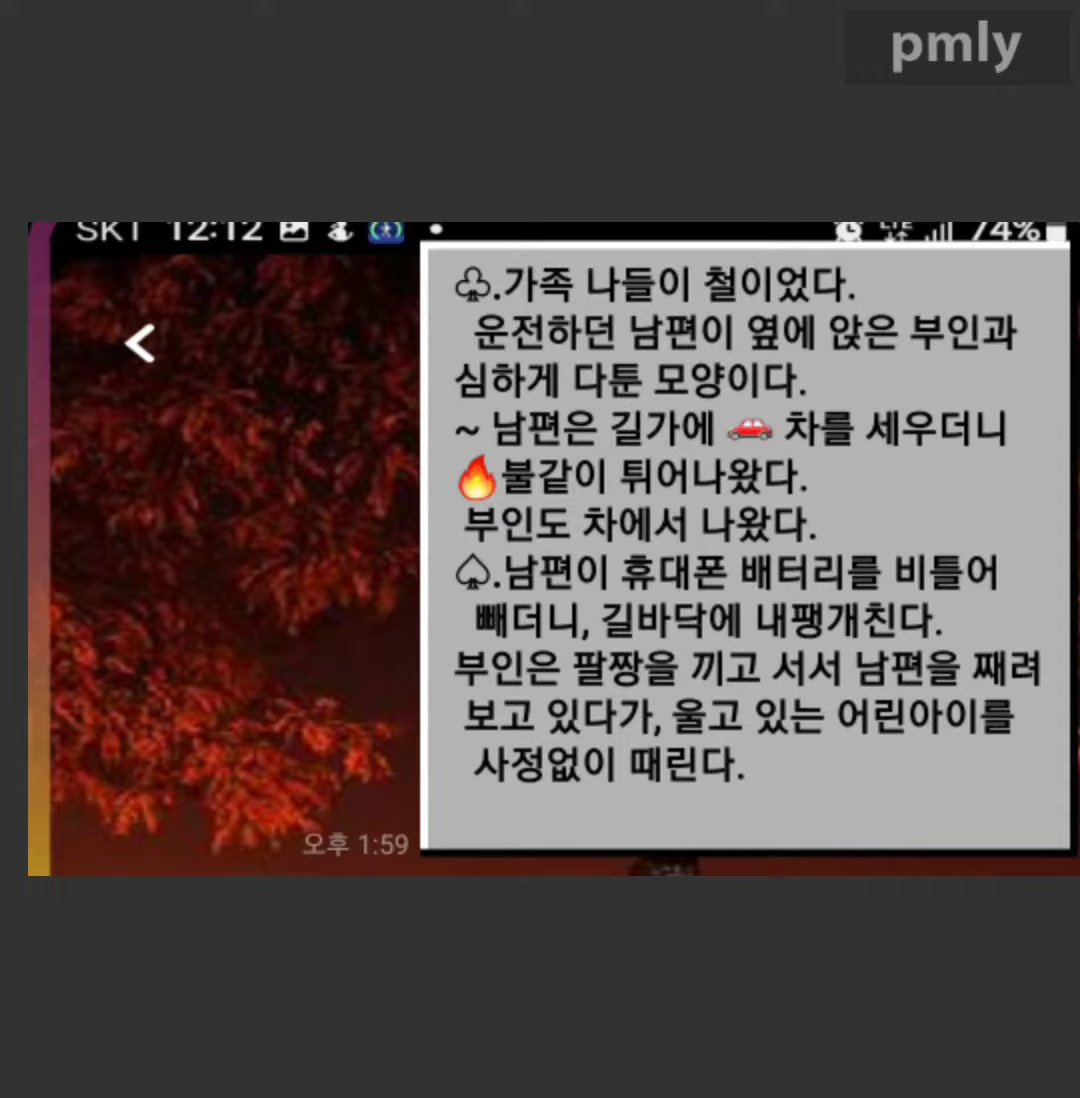 pmly
SKT 12:12 74%
♧.가족 나들이 철이었다.
운전하던 남편이 옆에 앉은 부인과
심하게 다툰 모양이다.
~ 남편은 길가에 🚗 차를 세우더니
🔥불같이 튀어나왔다.
부인도 차에서 나왔다.
♤.남편이 휴대폰 배터리를 비틀어
빼더니, 길바닥에 내팽개친다.
부인은 팔짱을 끼고 서서 남편을 째려
보고 있다가, 울고 있는 어린아이를
사정없이 때린다.
오후 1:59